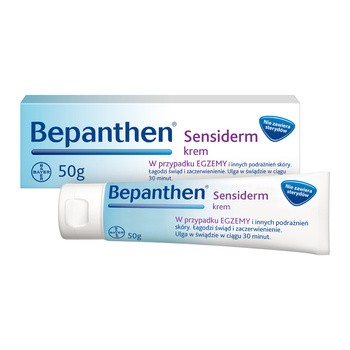 Bepanthen®
Sensiderm
krem
Nie zawiera
sterydów
W przypadku EGZEMY i innych podrażnień skóry.
Łagodzi świąd i zaczerwienienie. Ulga w świądzie w ciągu
30 minut.
BAYER
50g
Bepanthen® Sensiderm
krem
W przypadku EGZEMY i innych podrażnień
skóry. Łagodzi świąd i zaczerwienienie.
Ulga w świądzie w ciągu 30 minut.
Nie zawiera
sterydów
BAYER
50g